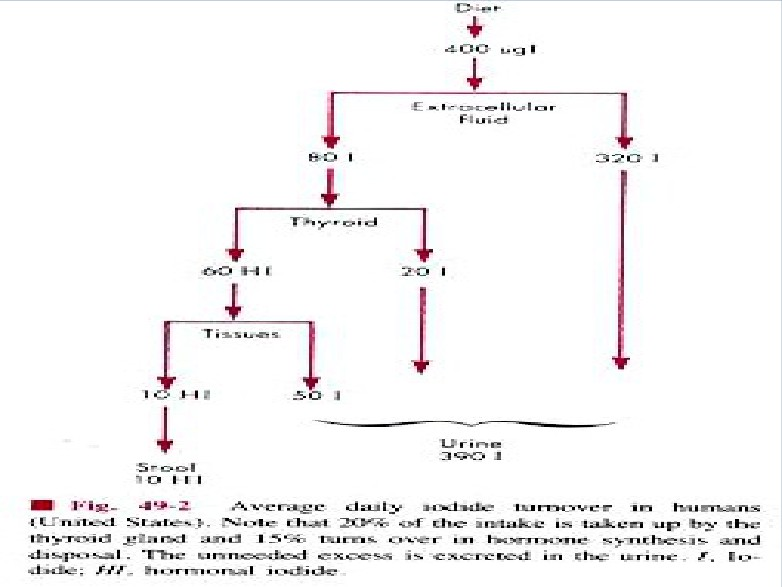 Diet
400 ugI
Extracellular
fluid
80 I
320 I
Thyroid
60 HI
20 I
Tissues
10 HI
50 I
Urine
390 I
Stool
10 HI
Fig. 49-2 Average daily iodide turnover in humans
(United States). Note that 20% of the intake is taken up by the
thyroid gland and 15% turns over in hormone synthesis and
disposal. The unneeded excess is excreted in the urine. I, Io-
dide; HI, hormonal iodide.